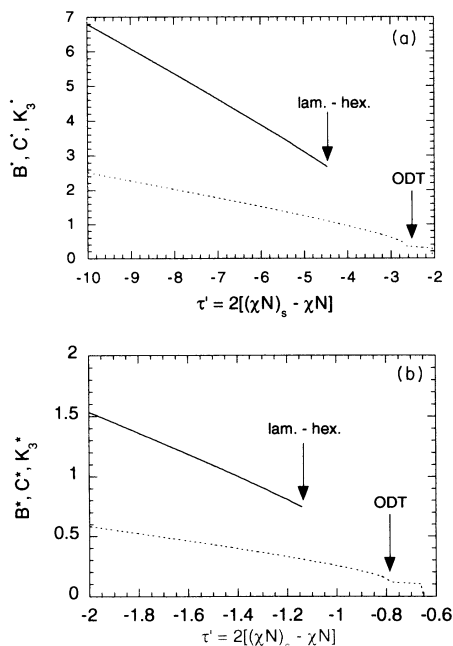 7
(a)
6
5
lam. - hex.
4
3
ODT
2
1
0
B*, C*, K₃*
-10 -9 -8 -7 -6 -5 -4 -3 -2
τ' = 2[(χN)ₛ - χN)
2
(b)
1.5
lam. - hex.
1
ODT
0.5
0
B*, C*, K₃*
-2 -1.8 -1.6 -1.4 -1.2 -1 -0.8 -0.6
τ' = 2[(χN)ₛ - χN)